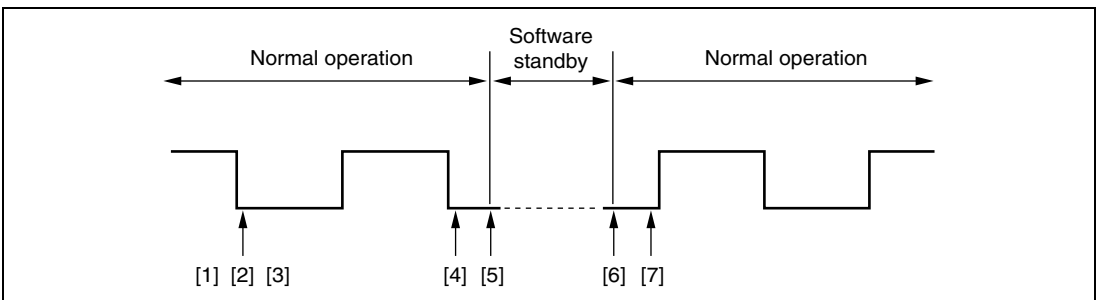 Software
standby
Normal operation
Normal operation
[1] [2] [3]
[4] [5]
[6] [7]